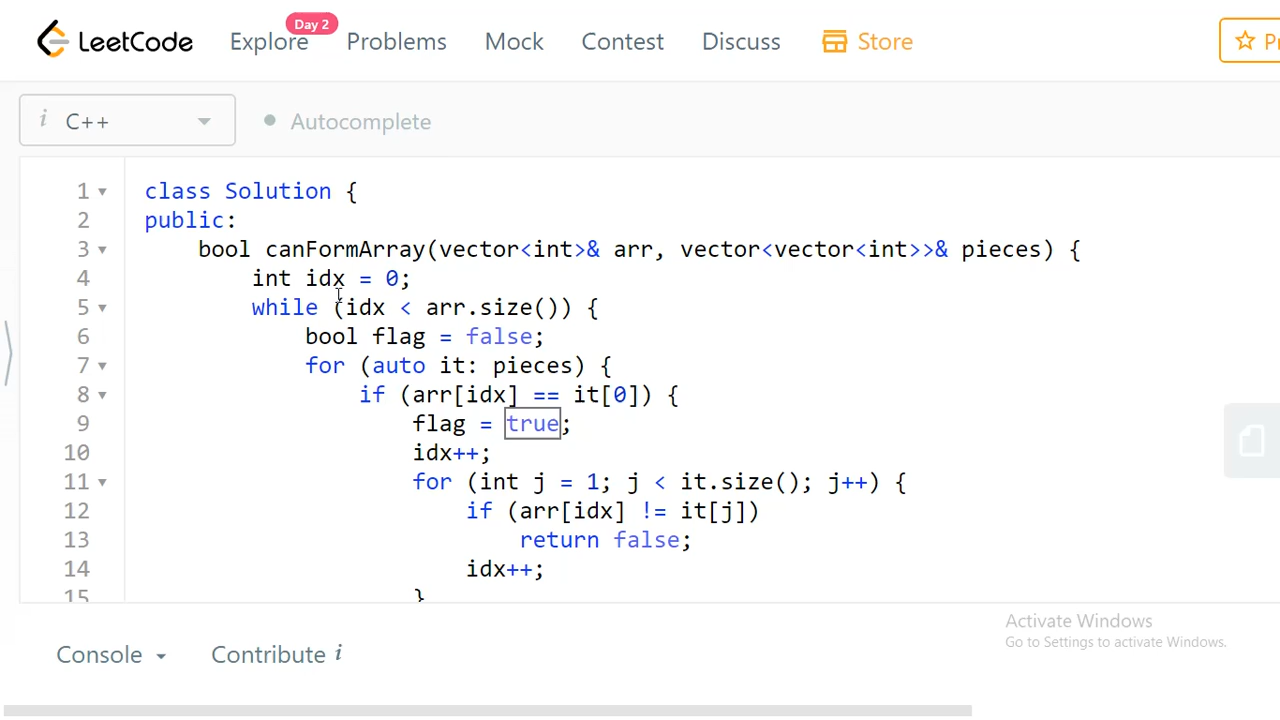 LeetCode Explore Day 2 Problems Mock Contest Discuss Store
i C++ Autocomplete
1 class Solution {
2 public:
3 bool canFormArray(vector<int>& arr, vector<vector<int>>& pieces) {
4 int idx = 0;
5 while (idx < arr.size()) {
6 bool flag = false;
7 for (auto it: pieces) {
8 if (arr[idx] == it[0]) {
9 flag = true;
10 idx++;
11 for (int j = 1; j < it.size(); j++) {
12 if (arr[idx] != it[j])
13 return false;
14 idx++;
15 }
Activate Windows
Go to Settings to activate Windows.
Console Contribute i